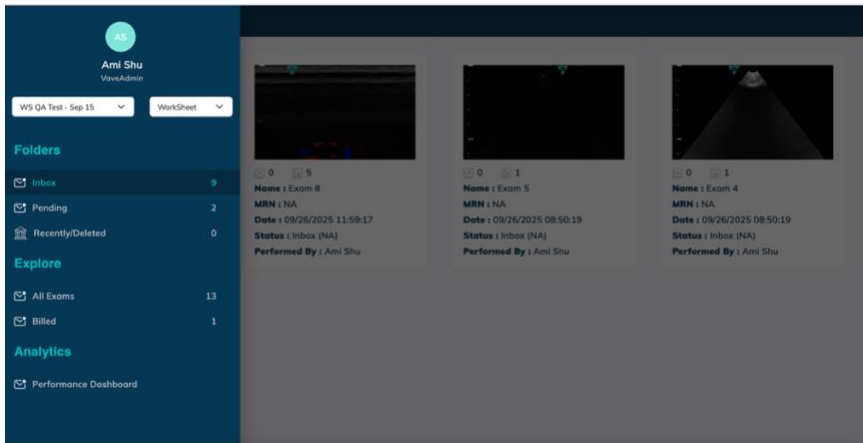 AS
Ami Shu
VaveAdmin
WS QA Test - Sep 15
WorkSheet
Folders
Inbox 9
Pending 2
Recently/Deleted 0
Explore
All Exams 13
Billed 1
Analytics
Performance Dashboard
0 5
Name : Exam 8
MRN : NA
Date : 09/26/2025 11:59:17
Status : Inbox (NA)
Performed By : Ami Shu
0 1
Name : Exam 5
MRN : NA
Date : 09/26/2025 08:50:19
Status : Inbox (NA)
Performed By : Ami Shu
0 1
Name : Exam 4
MRN : NA
Date : 09/26/2025 08:50:19
Status : Inbox (NA)
Performed By : Ami Shu